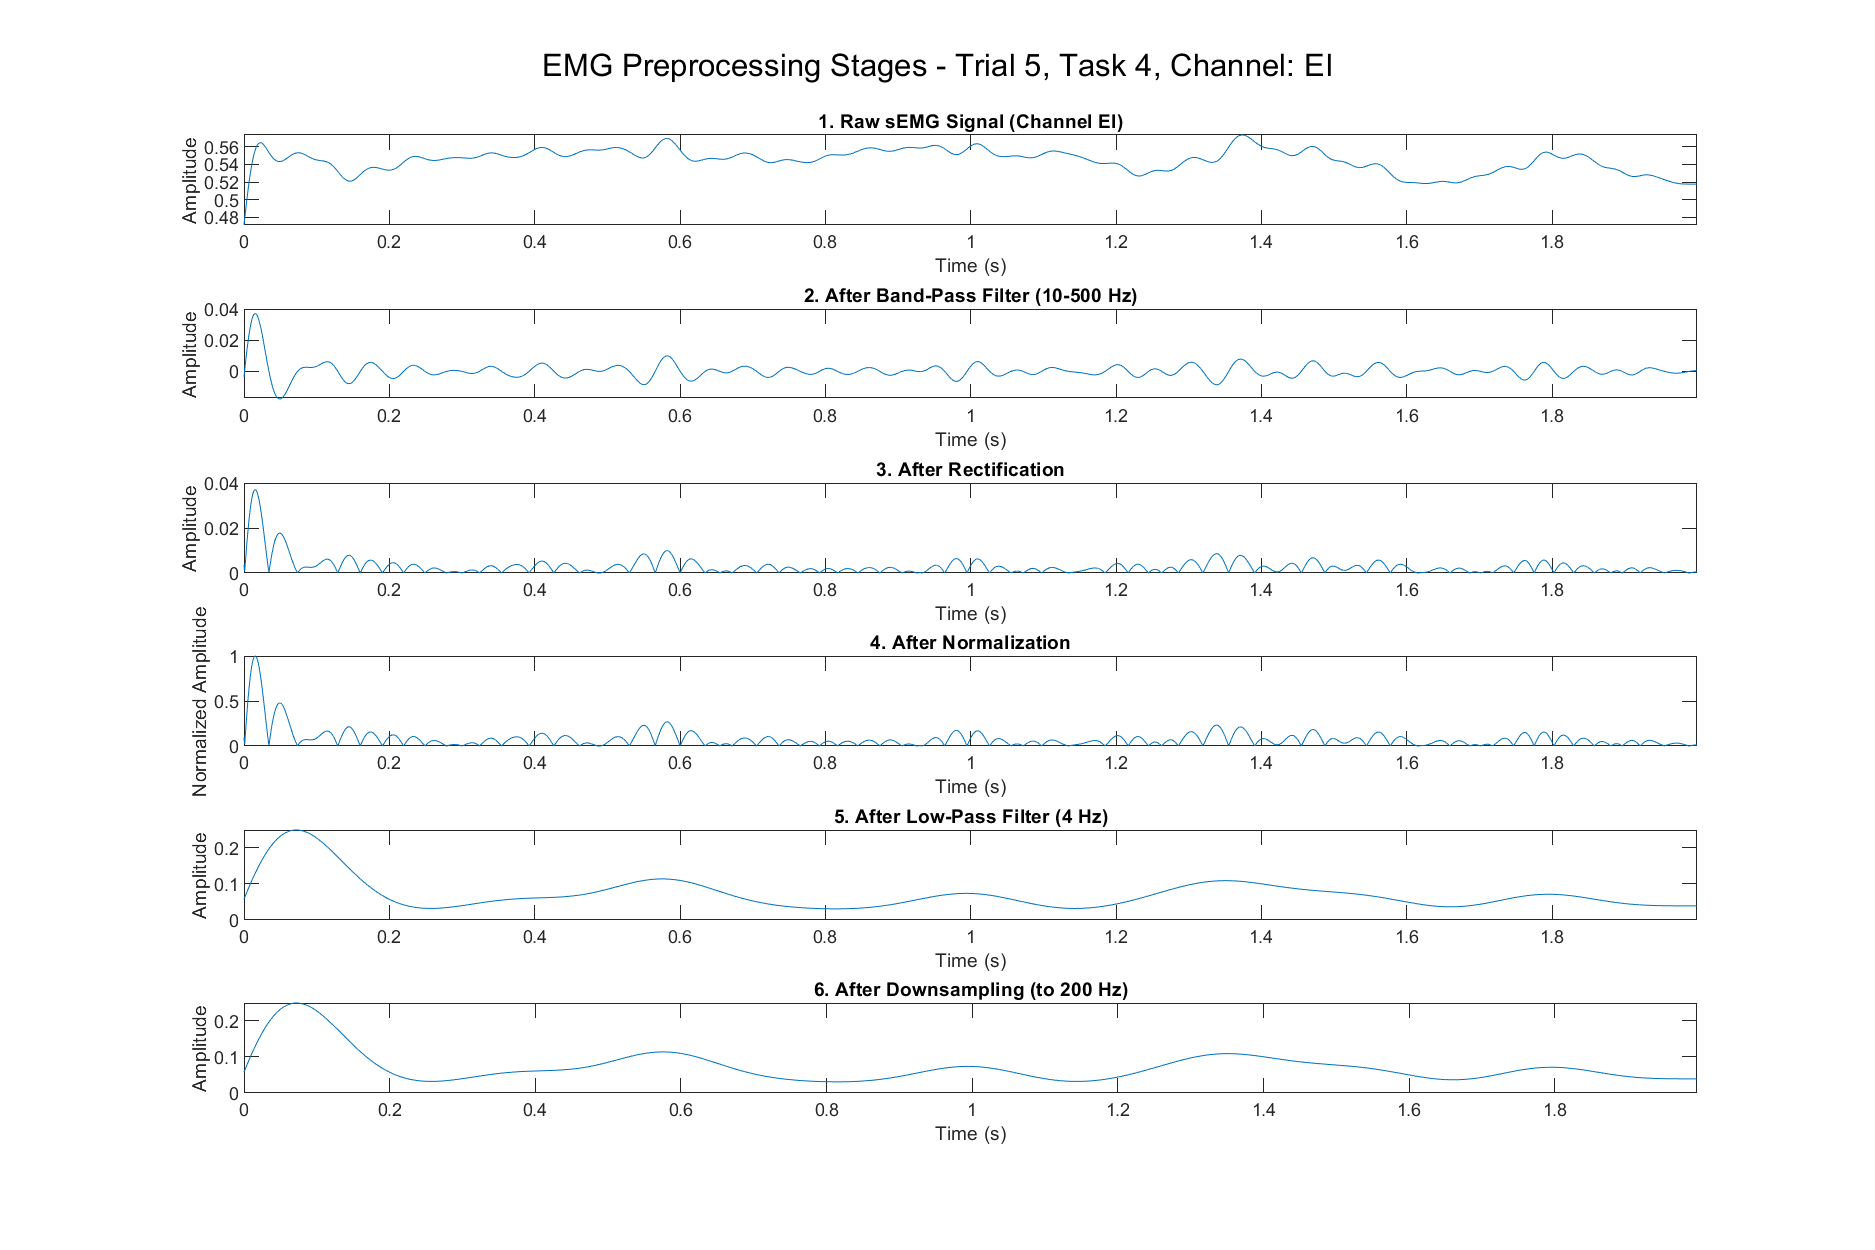 EMG Preprocessing Stages - Trial 5, Task 4, Channel: EI
1. Raw sEMG Signal (Channel EI)
Amplitude
0.56
0.54
0.52
0.5
0.48
0 0.2 0.4 0.6 0.8 1 1.2 1.4 1.6 1.8
Time (s)
2. After Band-Pass Filter (10-500 Hz)
Amplitude
0.04
0.02
0
0 0.2 0.4 0.6 0.8 1 1.2 1.4 1.6 1.8
Time (s)
3. After Rectification
Amplitude
0.04
0.02
0
0 0.2 0.4 0.6 0.8 1 1.2 1.4 1.6 1.8
Time (s)
4. After Normalization
Normalized Amplitude
1
0.5
0
0 0.2 0.4 0.6 0.8 1 1.2 1.4 1.6 1.8
Time (s)
5. After Low-Pass Filter (4 Hz)
Amplitude
0.2
0.1
0
0 0.2 0.4 0.6 0.8 1 1.2 1.4 1.6 1.8
Time (s)
6. After Downsampling (to 200 Hz)
Amplitude
0.2
0.1
0
0 0.2 0.4 0.6 0.8 1 1.2 1.4 1.6 1.8
Time (s)